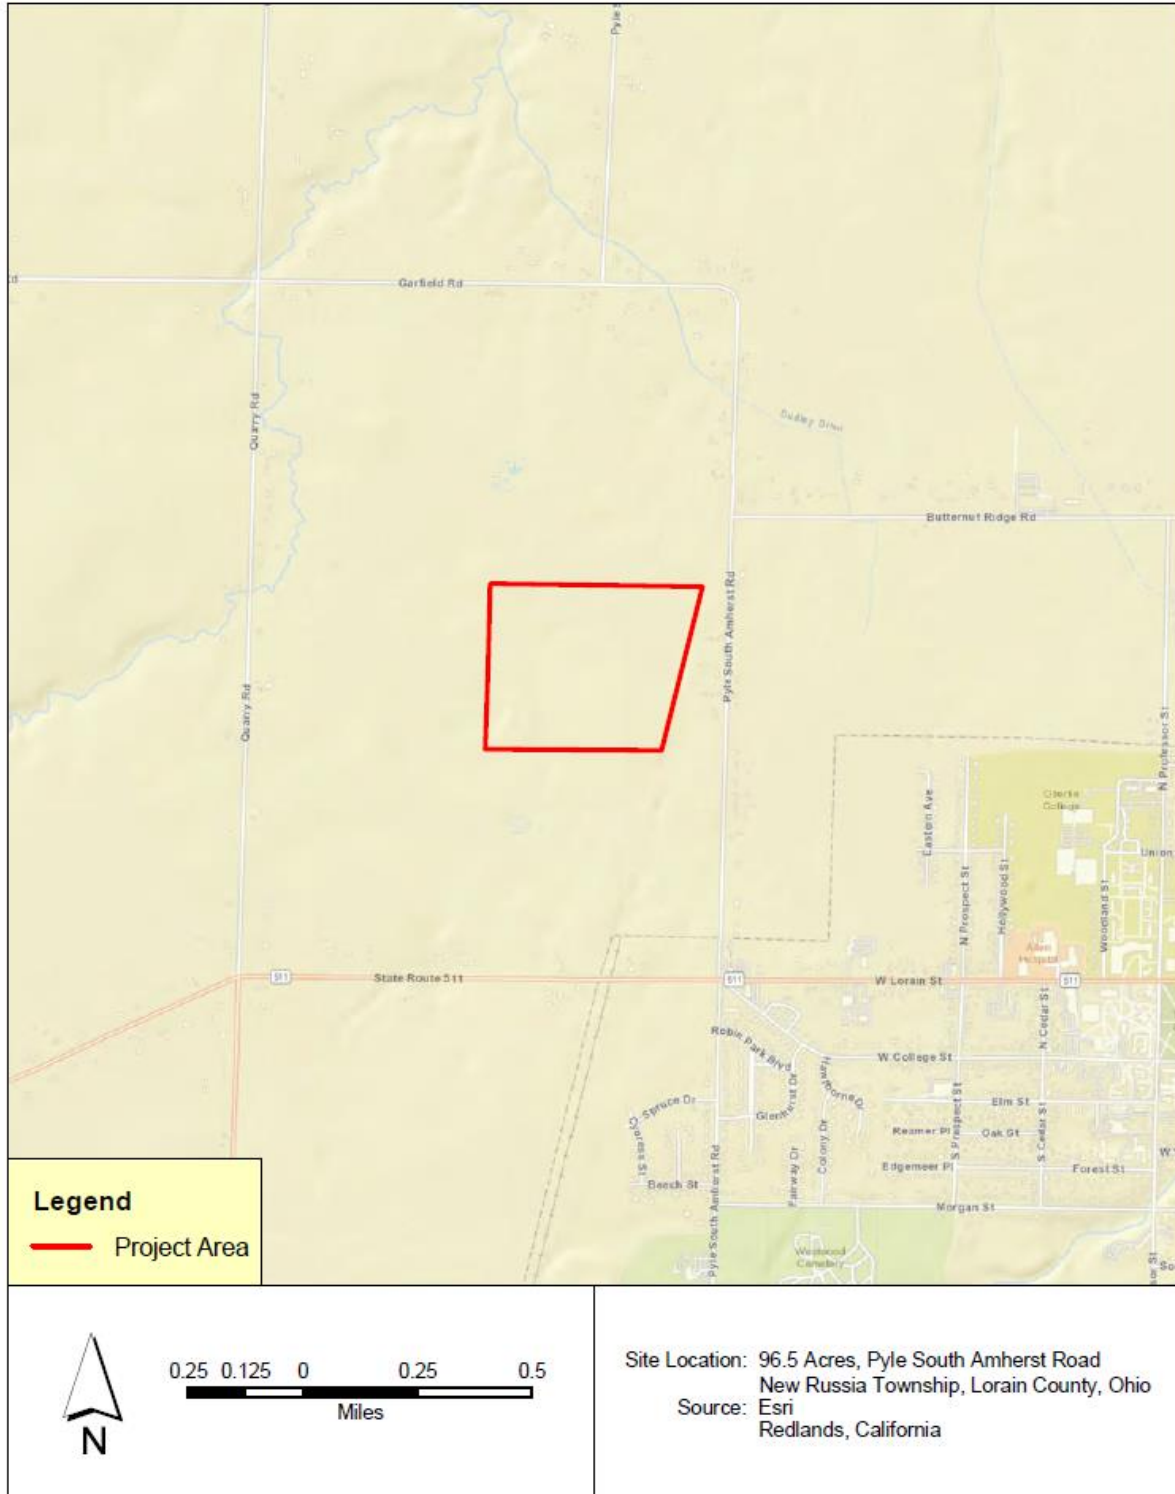 Pyle S
Garfield Rd
Quarry Rd
Butternut Ridge Rd
Pyle South Amherst Rd
Quarry Rd
N Professor St
Eastern Ave
N Prospect St
Hollywood St
College
Woodland St
Union
Allen
Hospital
511
State Route 511
511
W Lorain St
511
Robin Park Blvd
Hawthorne Dr
W College St
N Cedar St
Spruce Dr
Glenhurst Dr
Elm St
Cypress St
Reamer Pl
Oak St
S Prospect St
S Cedar St
Fairway Dr
Colony Dr
Edgemeer Pl
Forest St
Beech St
Pyle South Amherst Rd
Morgan St
Westwood
Cemetery
Legend
Project Area
N
0.25 0.125 0 0.25 0.5
Miles
Site Location: 96.5 Acres, Pyle South Amherst Road
New Russia Township, Lorain County, Ohio
Source: Esri
Redlands, California